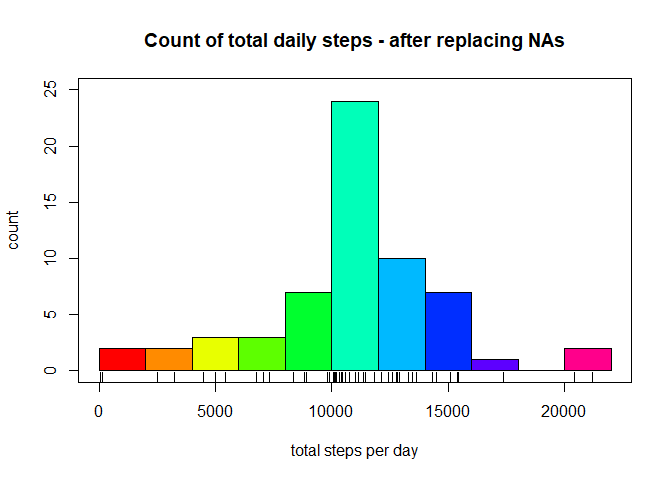 Count of total daily steps - after replacing NAs
count
25
20
15
10
5
0
0 5000 10000 15000 20000
total steps per day